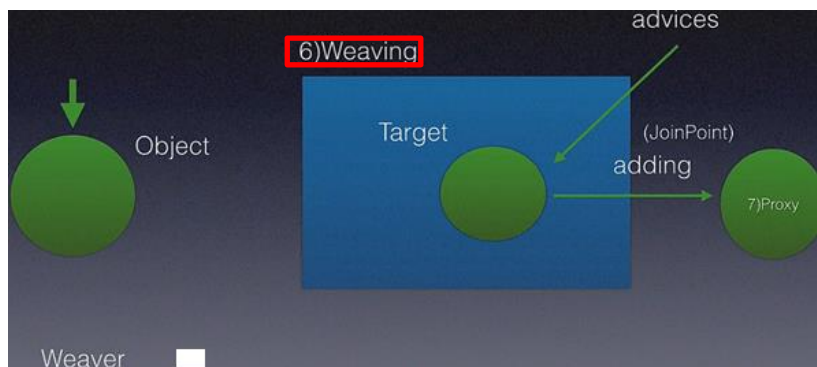 advices
6)Weaving
Object
Target
(JoinPoint)
adding
7)Proxy
Weaver